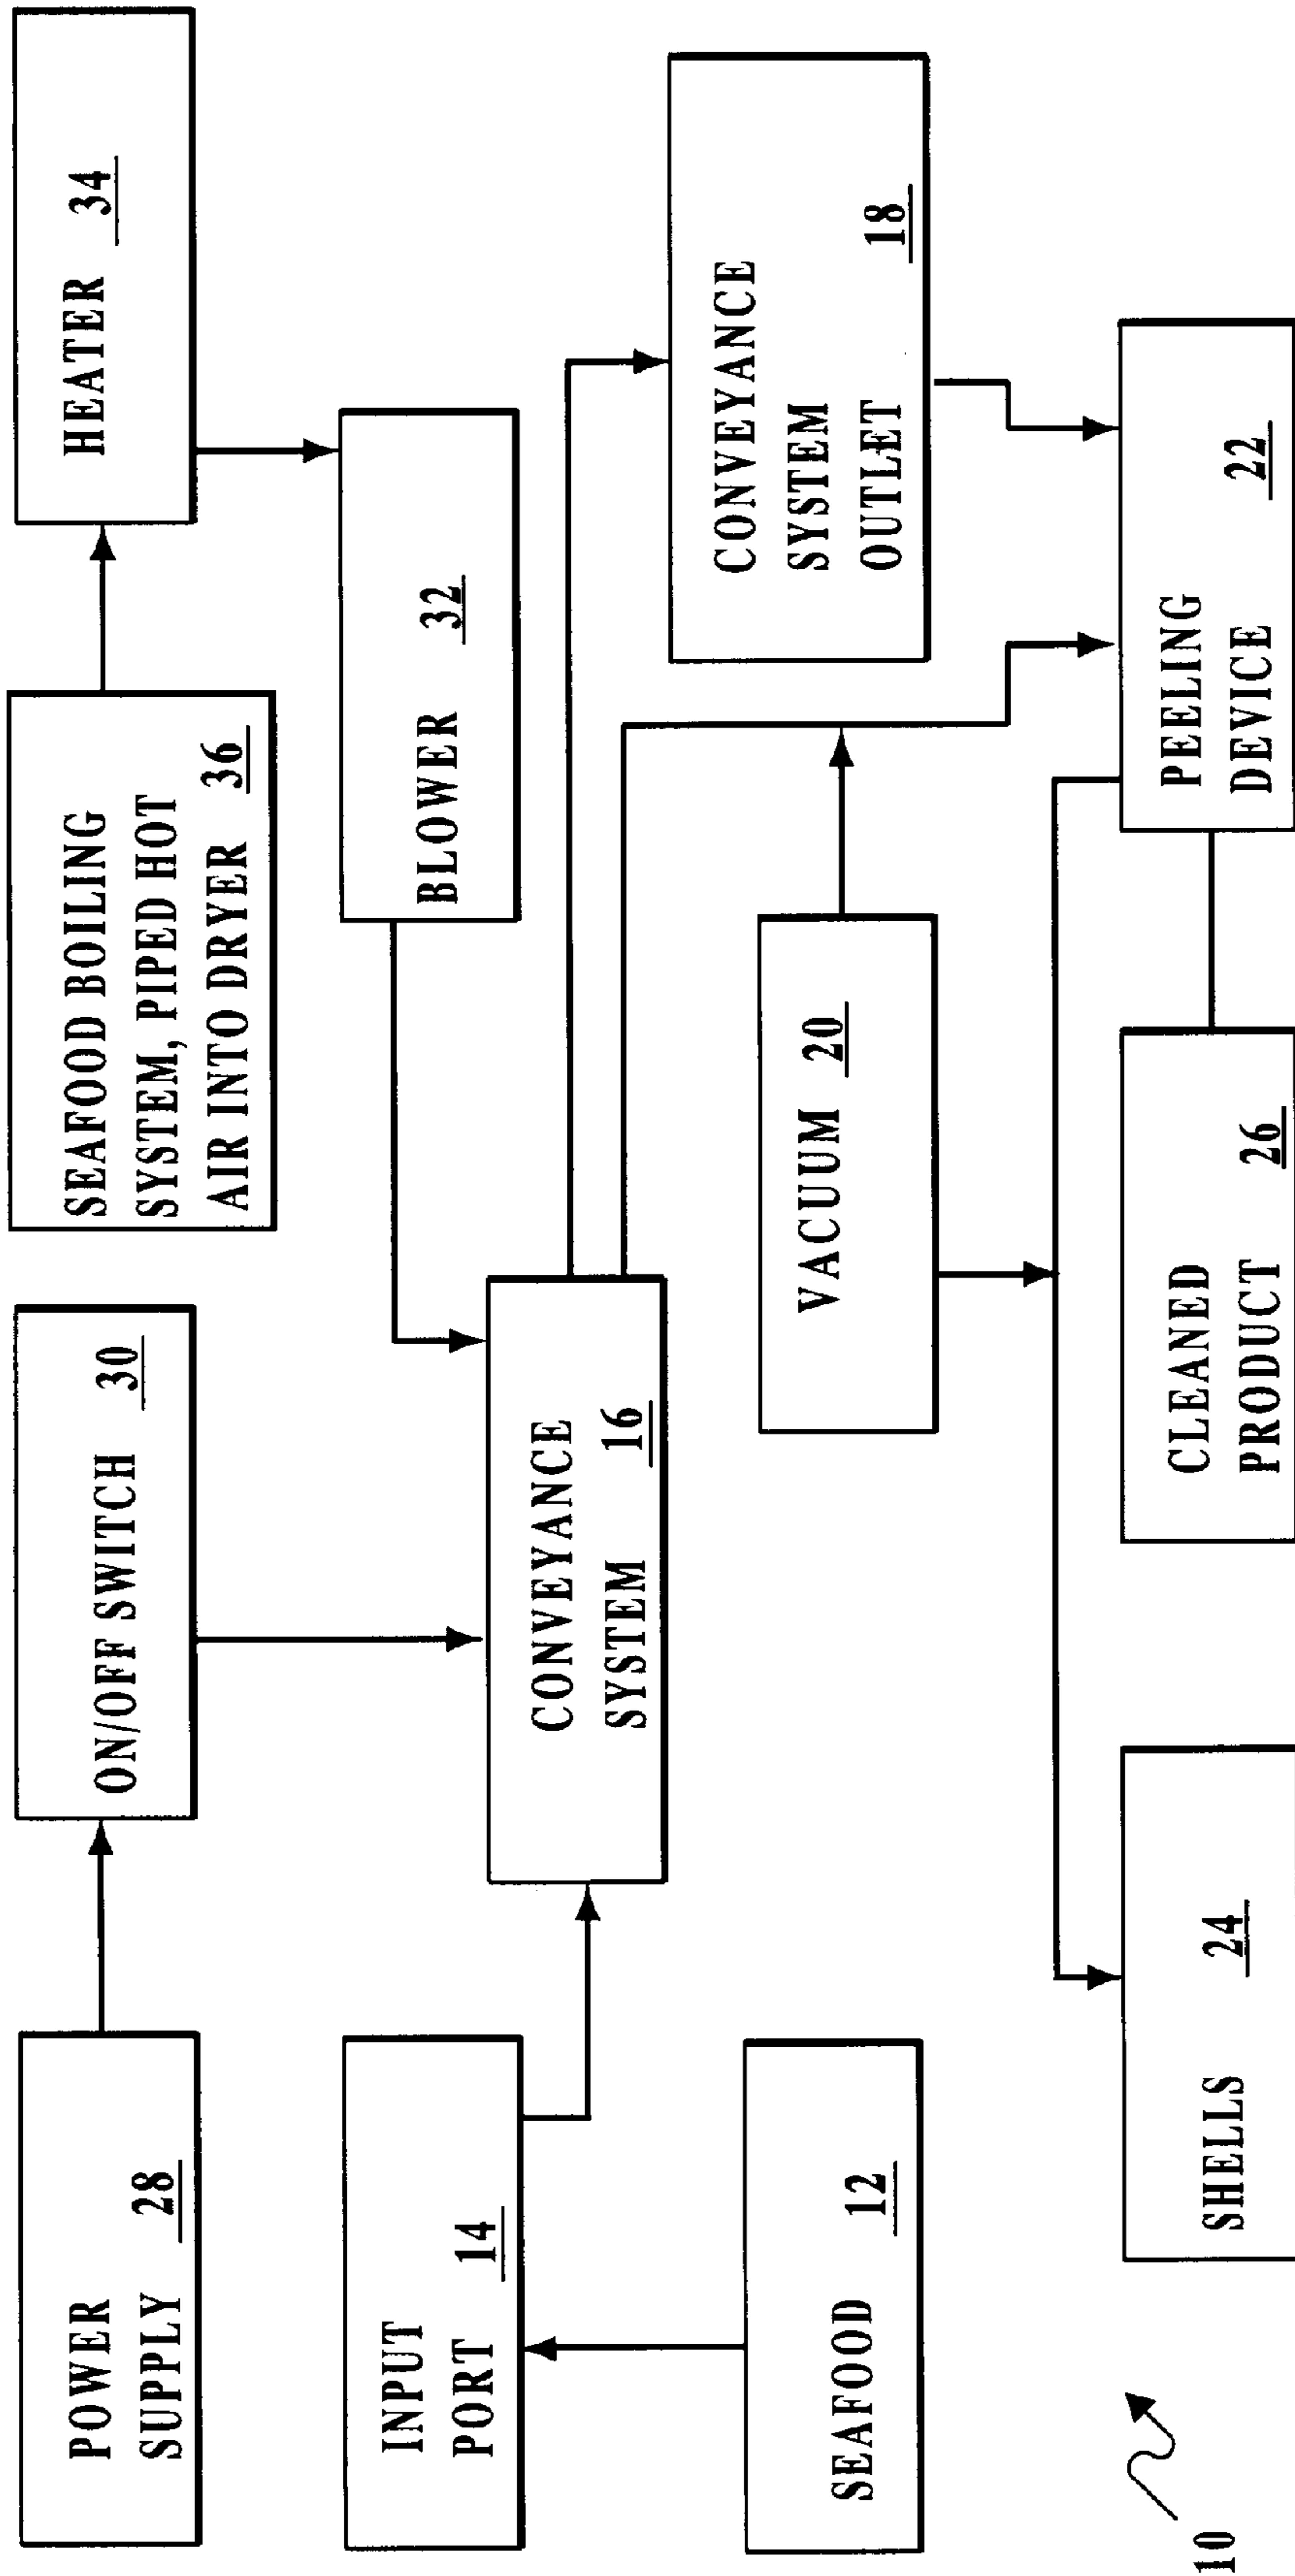 POWER
SUPPLY 28
ON/OFF SWITCH 30
SEAFOOD BOILING
SYSTEM, PIPED HOT
AIR INTO DRYER 36
HEATER 34
INPUT
PORT 14
BLOWER 32
CONVEYANCE
SYSTEM 16
SEAFOOD 12
VACUUM 20
CONVEYANCE
SYSTEM
OUTLET 18
SHELLS 24
CLEANED
PRODUCT 26
PEELING
DEVICE 22
10